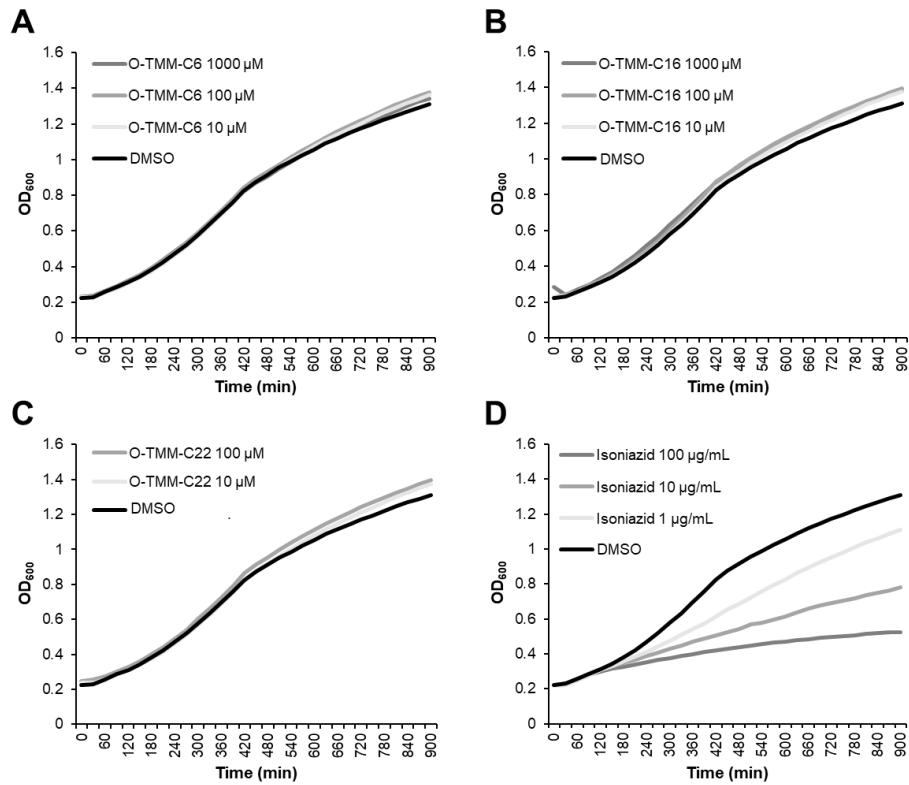 A
O-TMM-C6 1000 µM
O-TMM-C6 100 µM
O-TMM-C6 10 µM
DMSO
OD600
1.6
1.4
1.2
1
0.8
0.6
0.4
0.2
0
0 60 120 180 240 300 360 420 480 540 600 660 720 780 840 900
Time (min)
B
O-TMM-C16 1000 µM
O-TMM-C16 100 µM
O-TMM-C16 10 µM
DMSO
OD600
1.6
1.4
1.2
1
0.8
0.6
0.4
0.2
0
0 60 120 180 240 300 360 420 480 540 600 660 720 780 840 900
Time (min)
C
O-TMM-C22 100 µM
O-TMM-C22 10 µM
DMSO
OD600
1.6
1.4
1.2
1
0.8
0.6
0.4
0.2
0
0 60 120 180 240 300 360 420 480 540 600 660 720 780 840 900
Time (min)
D
Isoniazid 100 µg/mL
Isoniazid 10 µg/mL
Isoniazid 1 µg/mL
DMSO
OD600
1.6
1.4
1.2
1
0.8
0.6
0.4
0.2
0
0 60 120 180 240 300 360 420 480 540 600 660 720 780 840 900
Time (min)